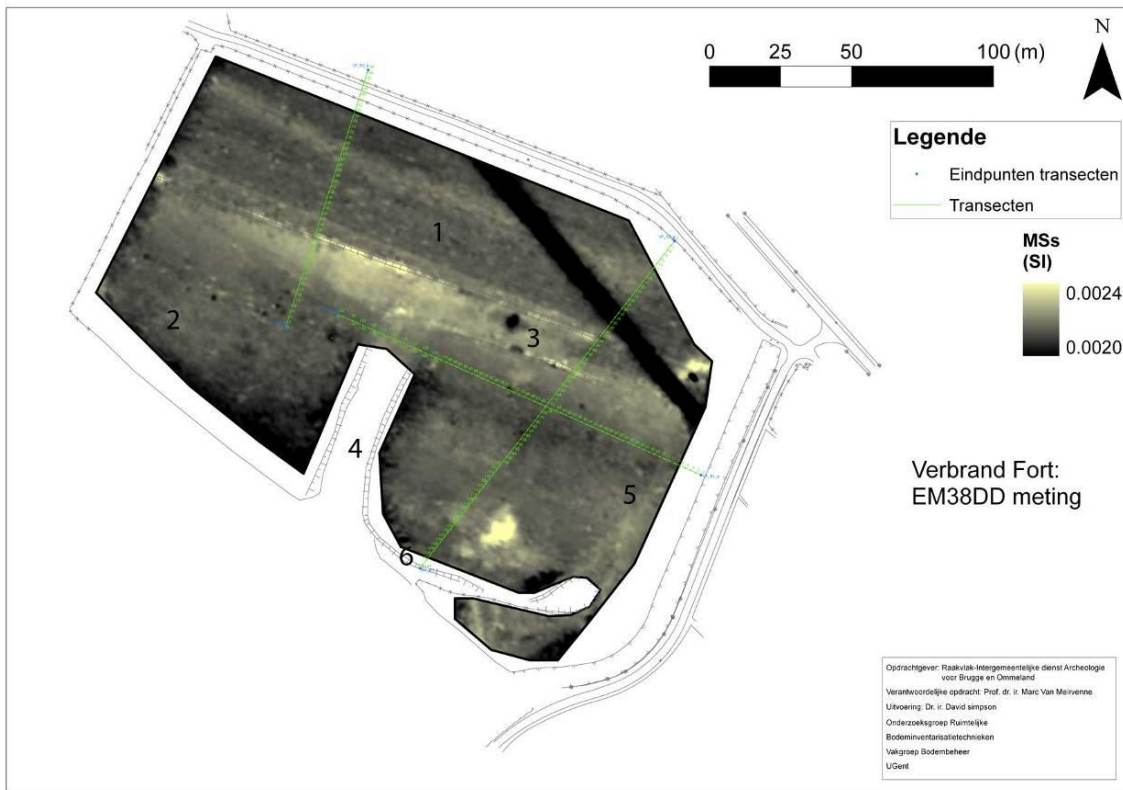 0 25 50 100 (m)
N
Legende
Eindpunten transecten
Transecten
MSs
(SI)
0.0024
0.0020
1
2
3
4
5
6
Verbrand Fort:
EM38DD meting
Opdrachtgever: Raakvlak-Intergemeentelijke dienst Archeologie
voor Brugge en Ommeland
Verantwoordelijke opdracht: Prof. dr. ir. Marc Van Meirvenne
Uitvoering: Dr. ir. David simpson
Onderzoeksgroep Ruimtelijke
Bodeminventarisatietechnieken
Vakgroep Bodembeheer
UGent